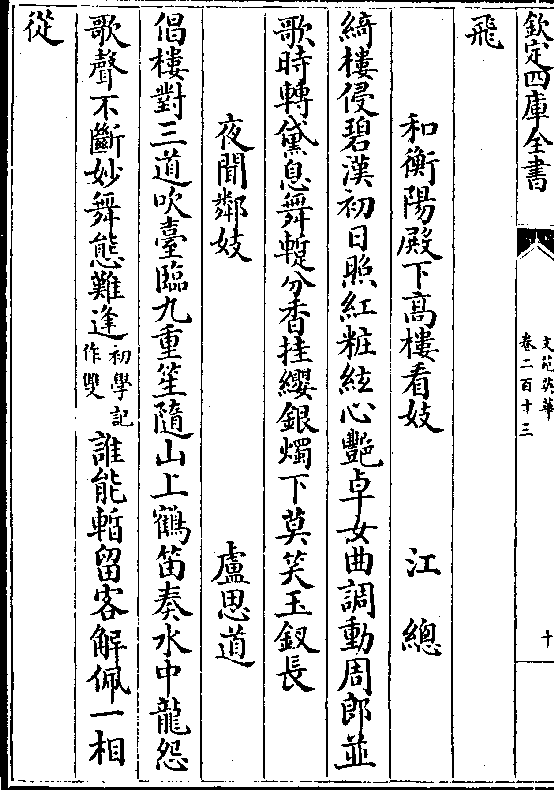 欽定四庫全書
文苑英華
卷二百十三
十
飛
和衡陽殿下高樓看妓
江總
綺樓侵碧漢初日照紅粧絃心艷卓女曲調動周郎並
歌時轉黛息舞蹔分香挂纓銀燭下莫笑玉釵長
夜聞鄰妓
盧思道
倡樓對三道吹臺臨九重笙隨山上鶴笛奏水中龍怨
歌聲不斷妙舞態難逢初學記作雙誰能暫留客解佩一相
從